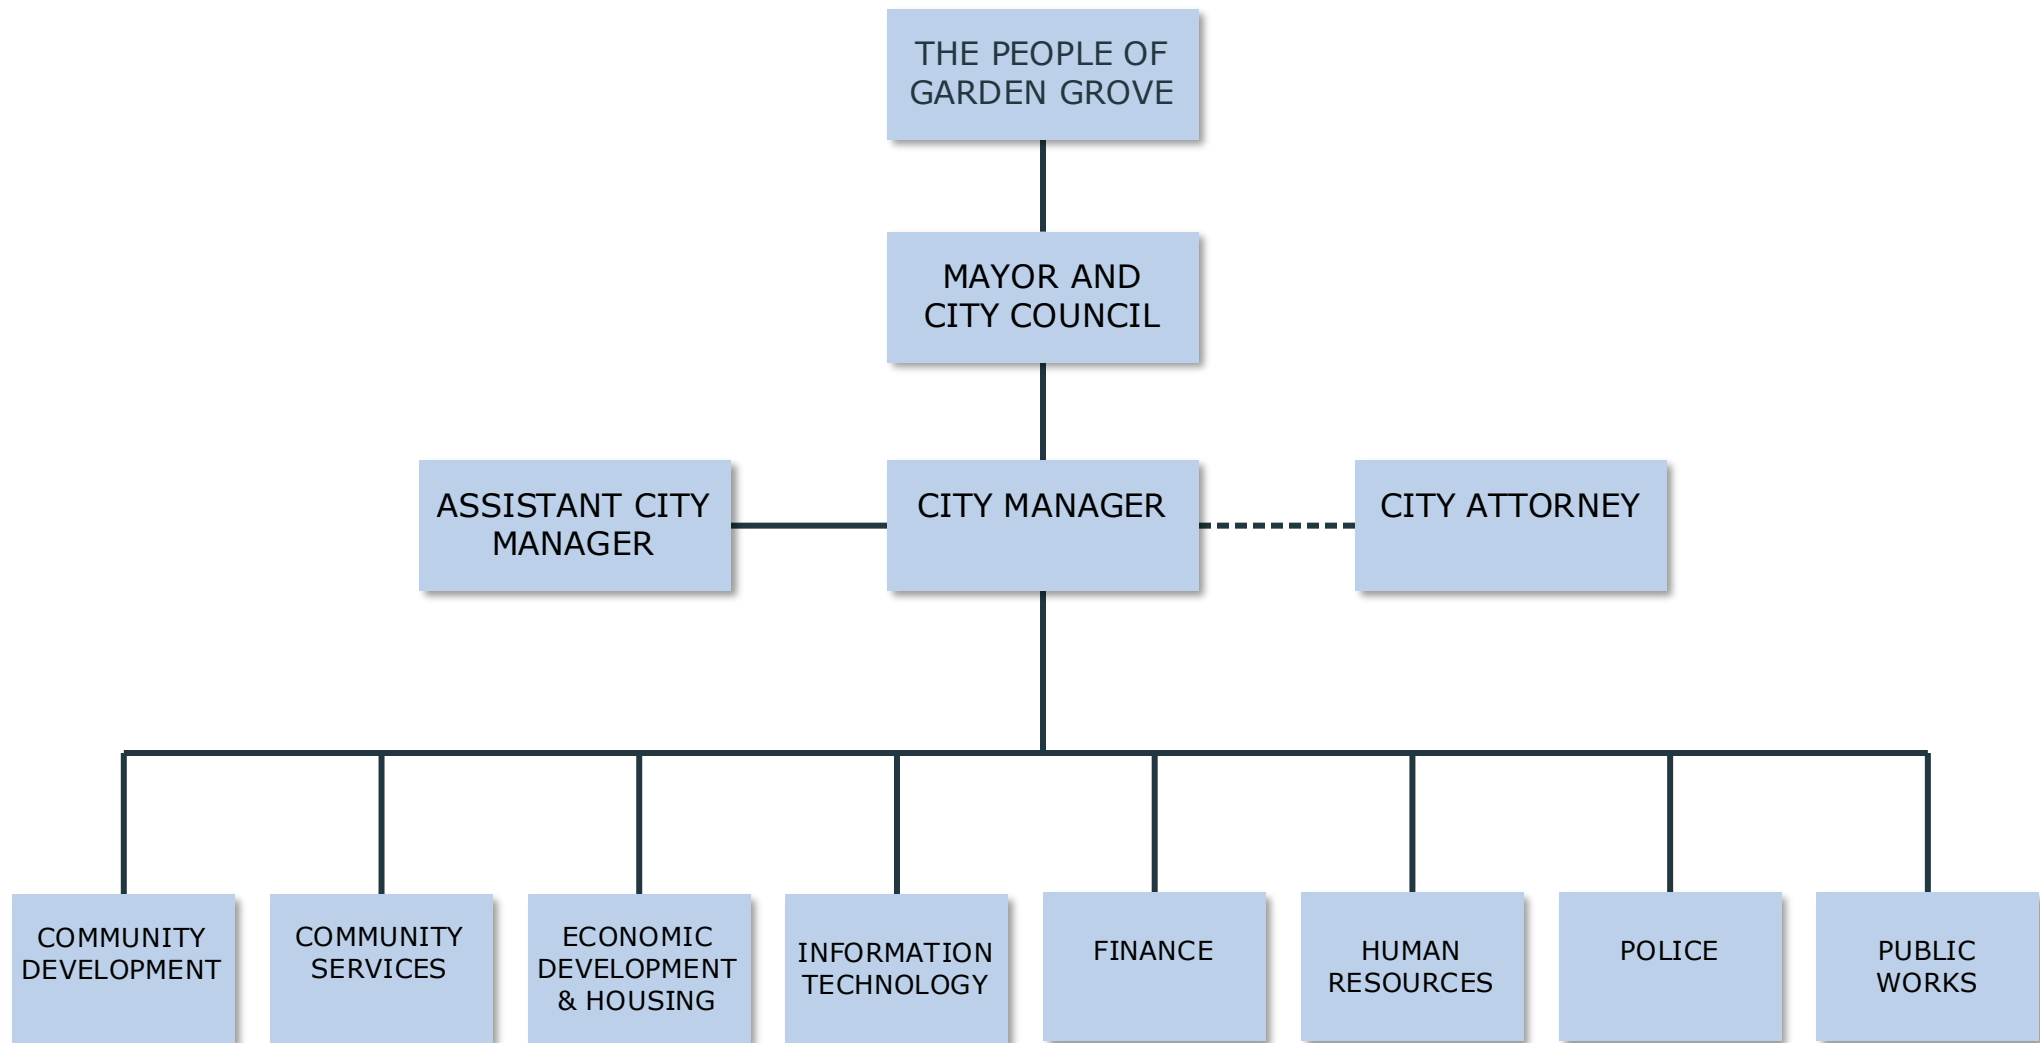 THE PEOPLE OF
GARDEN GROVE
MAYOR AND
CITY COUNCIL
ASSISTANT CITY
MANAGER
CITY MANAGER
CITY ATTORNEY
COMMUNITY
DEVELOPMENT
COMMUNITY
SERVICES
ECONOMIC
DEVELOPMENT
& HOUSING
INFORMATION
TECHNOLOGY
FINANCE
HUMAN
RESOURCES
POLICE
PUBLIC
WORKS